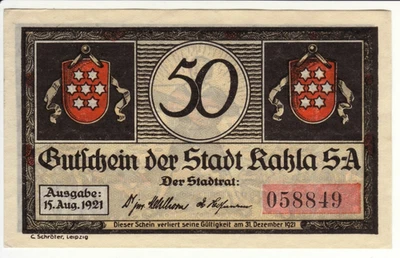 50
Gutschein der Stadt Kahla S-A
Der Stadtrat:
Ausgabe:
15. Aug. 1921
058849
Dieser Schein verliert seine Gültigkeit am 31. Dezember 1921
C. Schröter, Leipzig